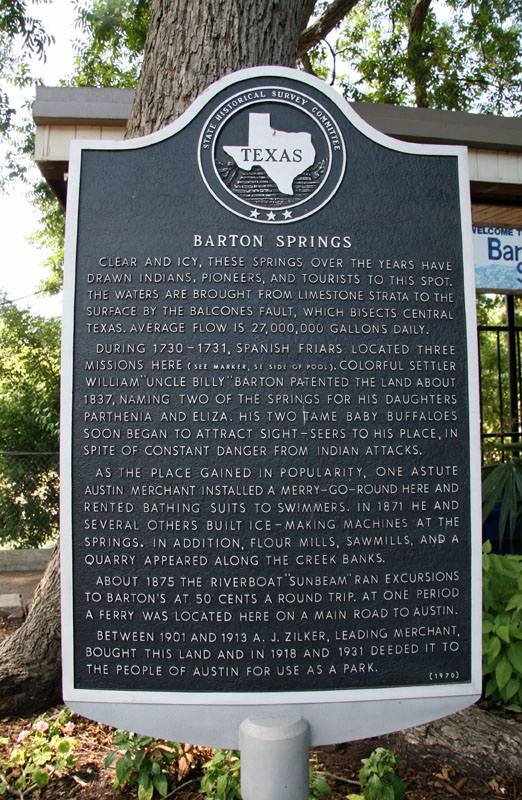 STATE HISTORICAL SURVEY COMMITTEE
TEXAS
BARTON SPRINGS
CLEAR AND ICY, THESE SPRINGS OVER THE YEARS HAVE
DRAWN INDIANS, PIONEERS, AND TOURISTS TO THIS SPOT.
THE WATERS ARE BROUGHT FROM LIMESTONE STRATA TO THE
SURFACE BY THE BALCONES FAULT, WHICH BISECTS CENTRAL
TEXAS. AVERAGE FLOW IS 27,000,000 GALLONS DAILY.
DURING 1730-1731, SPANISH FRIARS LOCATED THREE
MISSIONS HERE (SEE MARKER, SE SIDE OF POOL). COLORFUL SETTLER
WILLIAM "UNCLE BILLY" BARTON PATENTED THE LAND ABOUT
1837, NAMING TWO OF THE SPRINGS FOR HIS DAUGHTERS
PARTHENIA AND ELIZA. HIS TWO TAME BABY BUFFALOES
SOON BEGAN TO ATTRACT SIGHT-SEERS TO HIS PLACE, IN
SPITE OF CONSTANT DANGER FROM INDIAN ATTACKS.
AS THE PLACE GAINED IN POPULARITY, ONE ASTUTE
AUSTIN MERCHANT INSTALLED A MERRY-GO-ROUND HERE AND
RENTED BATHING SUITS TO SWIMMERS. IN 1871 HE AND
SEVERAL OTHERS BUILT ICE-MAKING MACHINES AT THE
SPRINGS. IN ADDITION, FLOUR MILLS, SAWMILLS, AND A
QUARRY APPEARED ALONG THE CREEK BANKS.
ABOUT 1875 THE RIVERBOAT "SUNBEAM" RAN EXCURSIONS
TO BARTON'S AT 50 CENTS A ROUND TRIP. AT ONE PERIOD
A FERRY WAS LOCATED HERE ON A MAIN ROAD TO AUSTIN.
BETWEEN 1901 AND 1913 A. J. ZILKER, LEADING MERCHANT,
BOUGHT THIS LAND AND IN 1918 AND 1931 DEEDED IT TO
THE PEOPLE OF AUSTIN FOR USE AS A PARK.
(1970)
WELCOME T
Bar